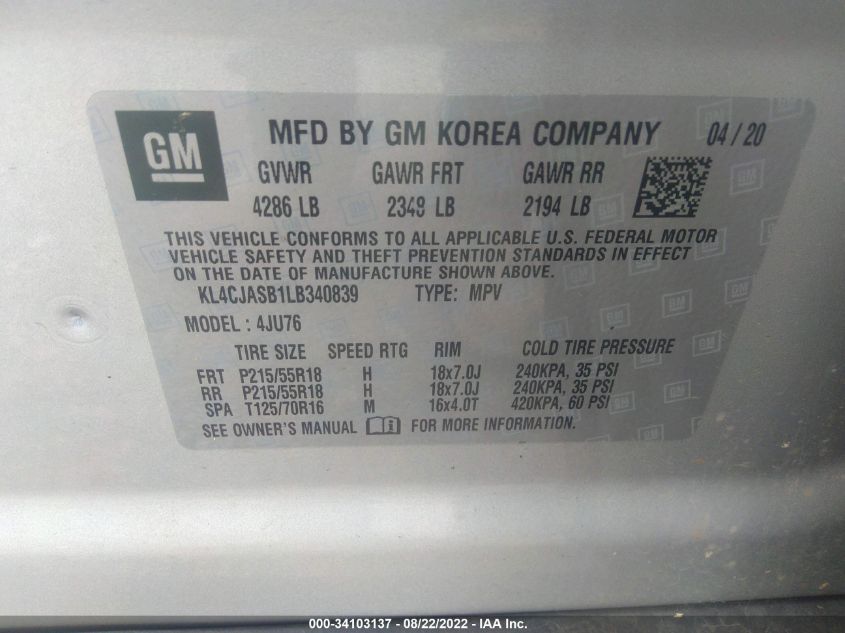 GM
MFD BY GM KOREA COMPANY 04 / 20
GVWR GAWR FRT GAWR RR
4286 LB 2349 LB 2194 LB
THIS VEHICLE CONFORMS TO ALL APPLICABLE U.S. FEDERAL MOTOR
VEHICLE SAFETY AND THEFT PREVENTION STANDARDS IN EFFECT
ON THE DATE OF MANUFACTURE SHOWN ABOVE.
KL4CJASB1LB340839 TYPE: MPV
MODEL : 4JU76
TIRE SIZE SPEED RTG RIM COLD TIRE PRESSURE
FRT P215/55R18 H 18x7.0J 240KPA, 35 PSI
RR P215/55R18 H 18x7.0J 240KPA, 35 PSI
SPA T125/70R16 M 16x4.0T 420KPA, 60 PSI
SEE OWNER'S MANUAL FOR MORE INFORMATION.
000-34103137 - 08/22/2022 - IAA Inc.